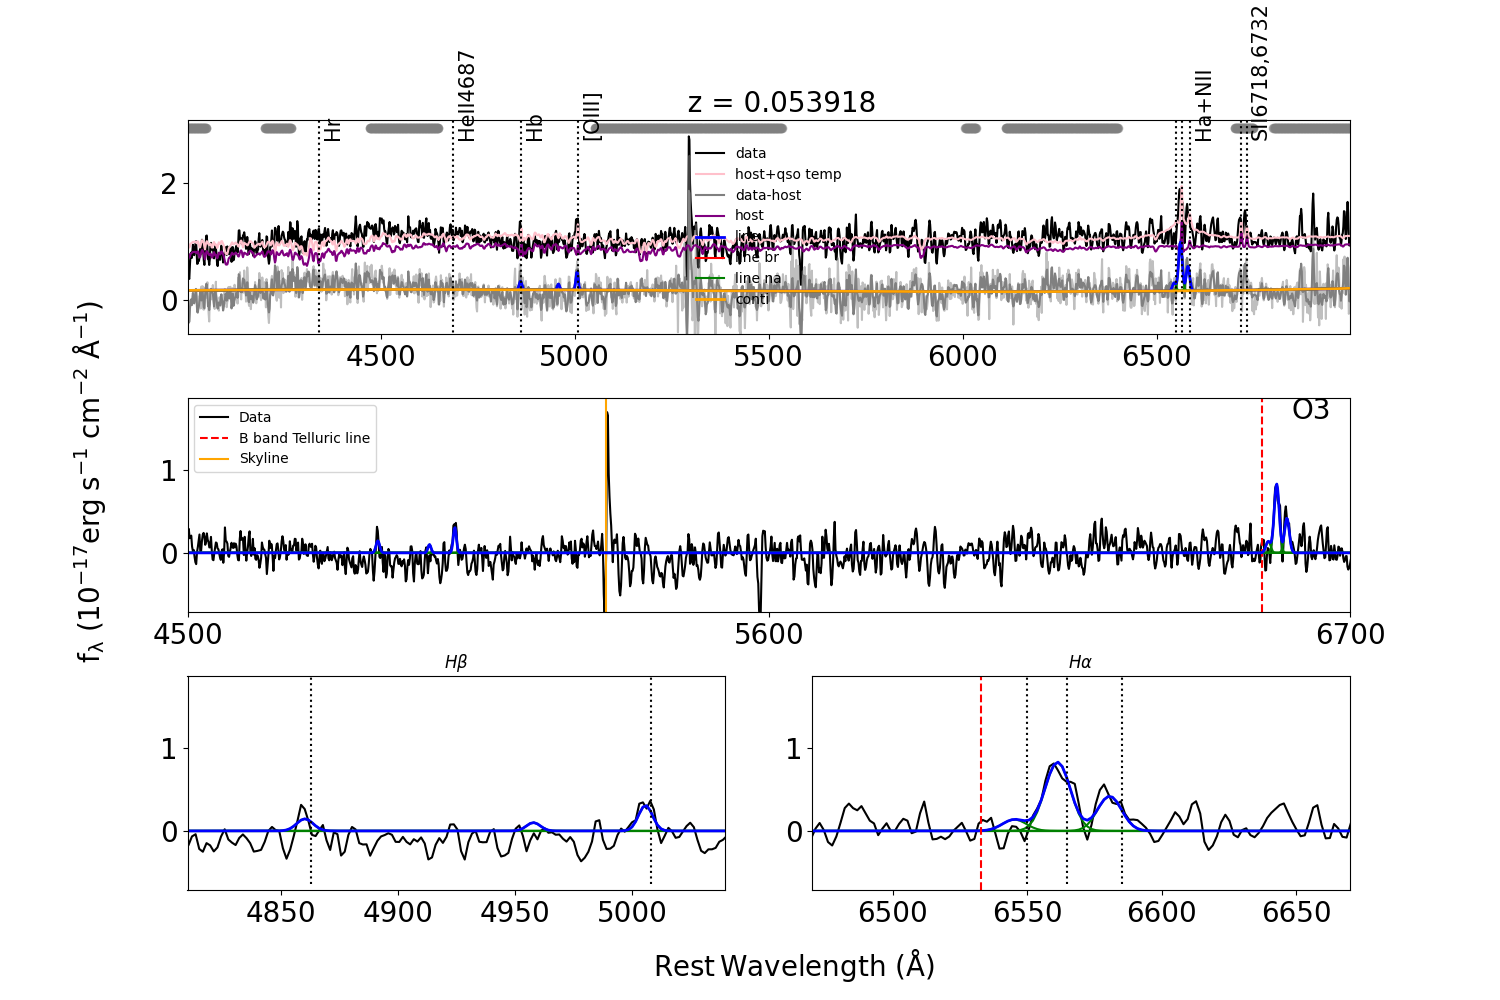 z = 0.053918
Hr
HeII4687
Hb
[OIII]
Ha+NII
SII6718,6732
data
host+qso temp
data-host
host
line
line br
line na
conti
2
0
4500
5000
5500
6000
6500
fλ (10⁻¹⁷erg s⁻¹ cm⁻² Å⁻¹)
Data
B band Telluric line
Skyline
O3
1
0
4500
5600
6700
Hβ
1
0
4850
4900
4950
5000
Hα
1
0
6500
6550
6600
6650
Rest Wavelength (Å)